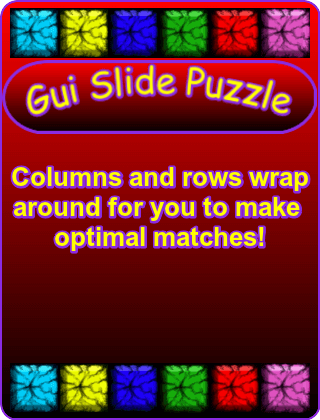 Gui Slide Puzzle
Columns and rows wrap
around for you to make
optimal matches!